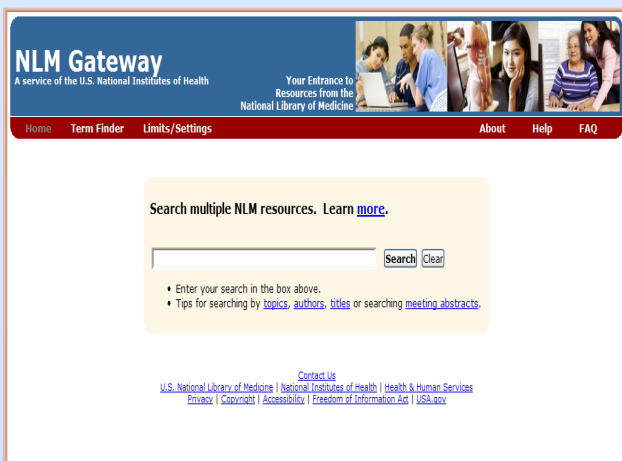 NLM Gateway
A service of the U.S. National Institutes of Health
Your Entrance to
Resources from the
National Library of Medicine
Home Term Finder Limits/Settings About Help FAQ
Search multiple NLM resources. Learn more.
Search Clear
• Enter your search in the box above.
• Tips for searching by topics, authors, titles or searching meeting abstracts.
Contact Us
U.S. National Library of Medicine | National Institutes of Health | Health & Human Services
Privacy | Copyright | Accessibility | Freedom of Information Act | USA.gov